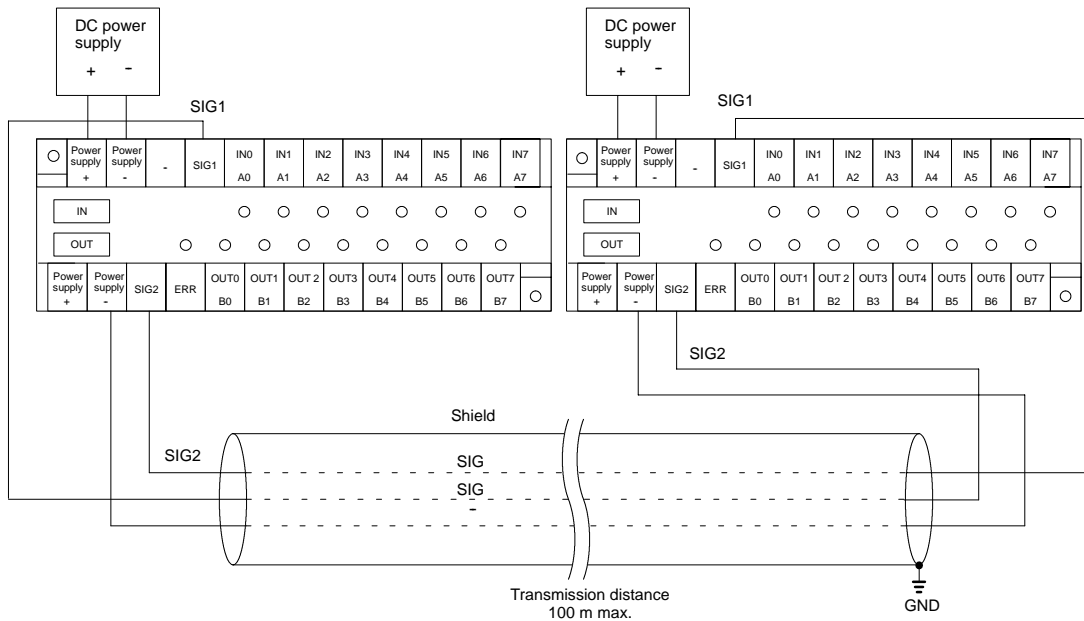 DC power
supply
+ -
DC power
supply
+ -
SIG1
SIG1
Power
supply
+
Power
supply
-
-
SIG1
IN0
A0
IN1
A1
IN2
A2
IN3
A3
IN4
A4
IN5
A5
IN6
A6
IN7
A7
IN
OUT
Power
supply
+
Power
supply
-
SIG2
ERR
OUT0
B0
OUT1
B1
OUT 2
B2
OUT3
B3
OUT4
B4
OUT5
B5
OUT6
B6
OUT7
B7
Power
supply
+
Power
supply
-
-
SIG1
IN0
A0
IN1
A1
IN2
A2
IN3
A3
IN4
A4
IN5
A5
IN6
A6
IN7
A7
IN
OUT
Power
supply
+
Power
supply
-
SIG2
ERR
OUT0
B0
OUT1
B1
OUT 2
B2
OUT3
B3
OUT4
B4
OUT5
B5
OUT6
B6
OUT7
B7
SIG2
Shield
SIG2
SIG
SIG
-
Transmission distance
100 m max.
GND